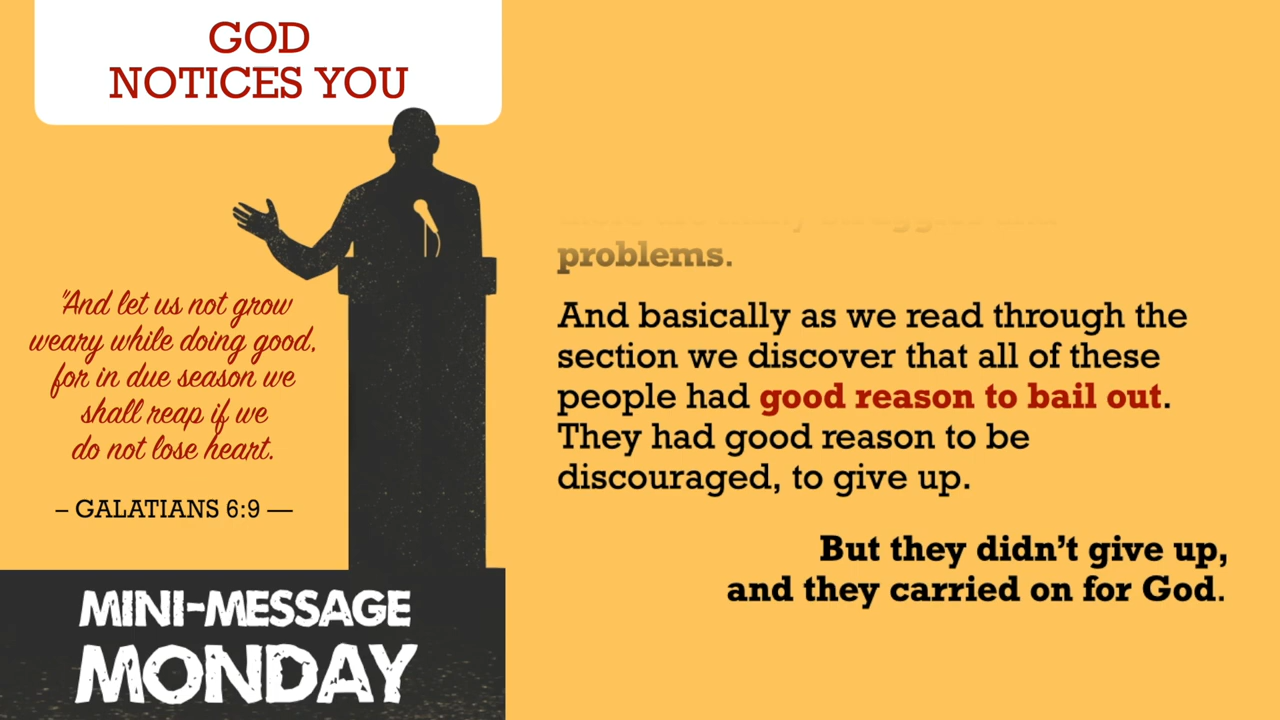 GOD
NOTICES YOU
"And let us not grow
weary while doing good,
for in due season we
shall reap if we
do not lose heart.
– GALATIANS 6:9 —
MINI-MESSAGE
MONDAY
problems.
And basically as we read through the
section we discover that all of these
people had good reason to bail out.
They had good reason to be
discouraged, to give up.
But they didn't give up,
and they carried on for God.